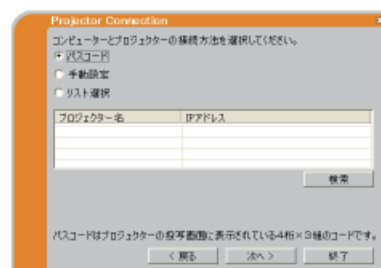 Projector Connection
コンピューターとプロジェクターの接続方法を選択してください。
パスコード
手動設定
リスト選択
プロジェクター名 IPアドレス
検索
パスコードはプロジェクターの投写画面に表示されている4桁×3組のコードです。
< 戻る 次へ > 終了